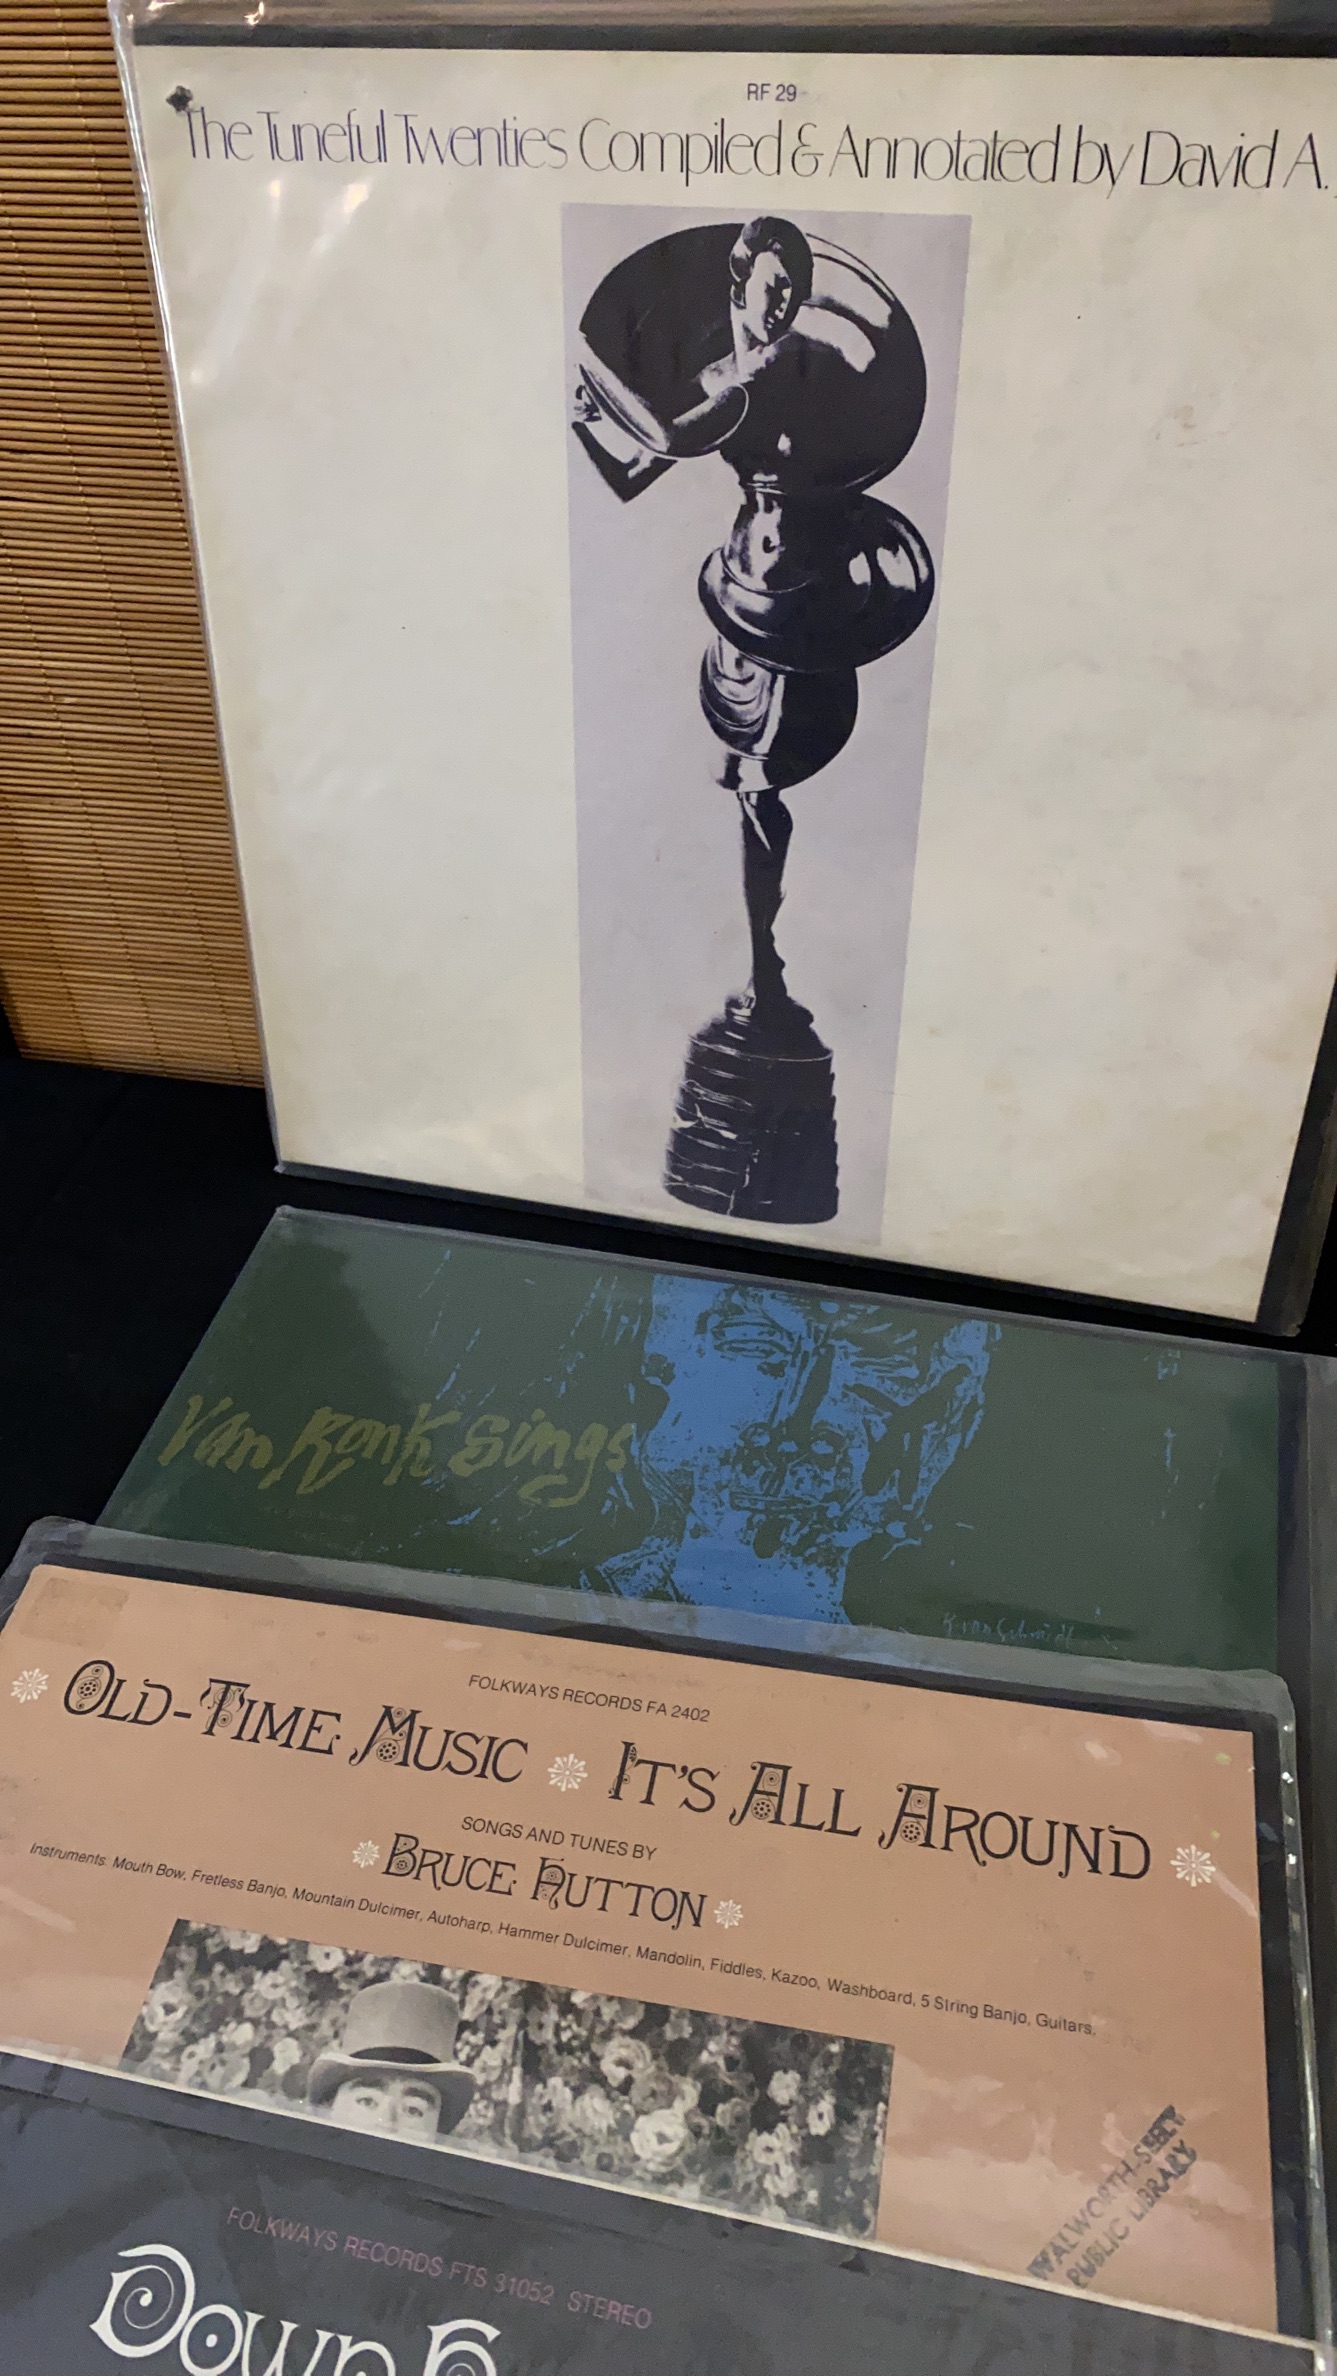 RF 29
The Tuneful Twenties Compiled & Annotated by David A.
Van Ronk Sings
K von Schmidt
FOLKWAYS RECORDS FA 2402
OLD-TIME MUSIC IT'S ALL AROUND
SONGS AND TUNES BY
BRUCE HUTTON
Instruments: Mouth Bow, Fretless Banjo, Mountain Dulcimer, Autoharp, Hammer Dulcimer, Mandolin, Fiddles, Kazoo, Washboard, 5 String Banjo, Guitars,
WALWORTH-SEELY
PUBLIC LIBRARY
FOLKWAYS RECORDS FTS 31052 STEREO
DOWN